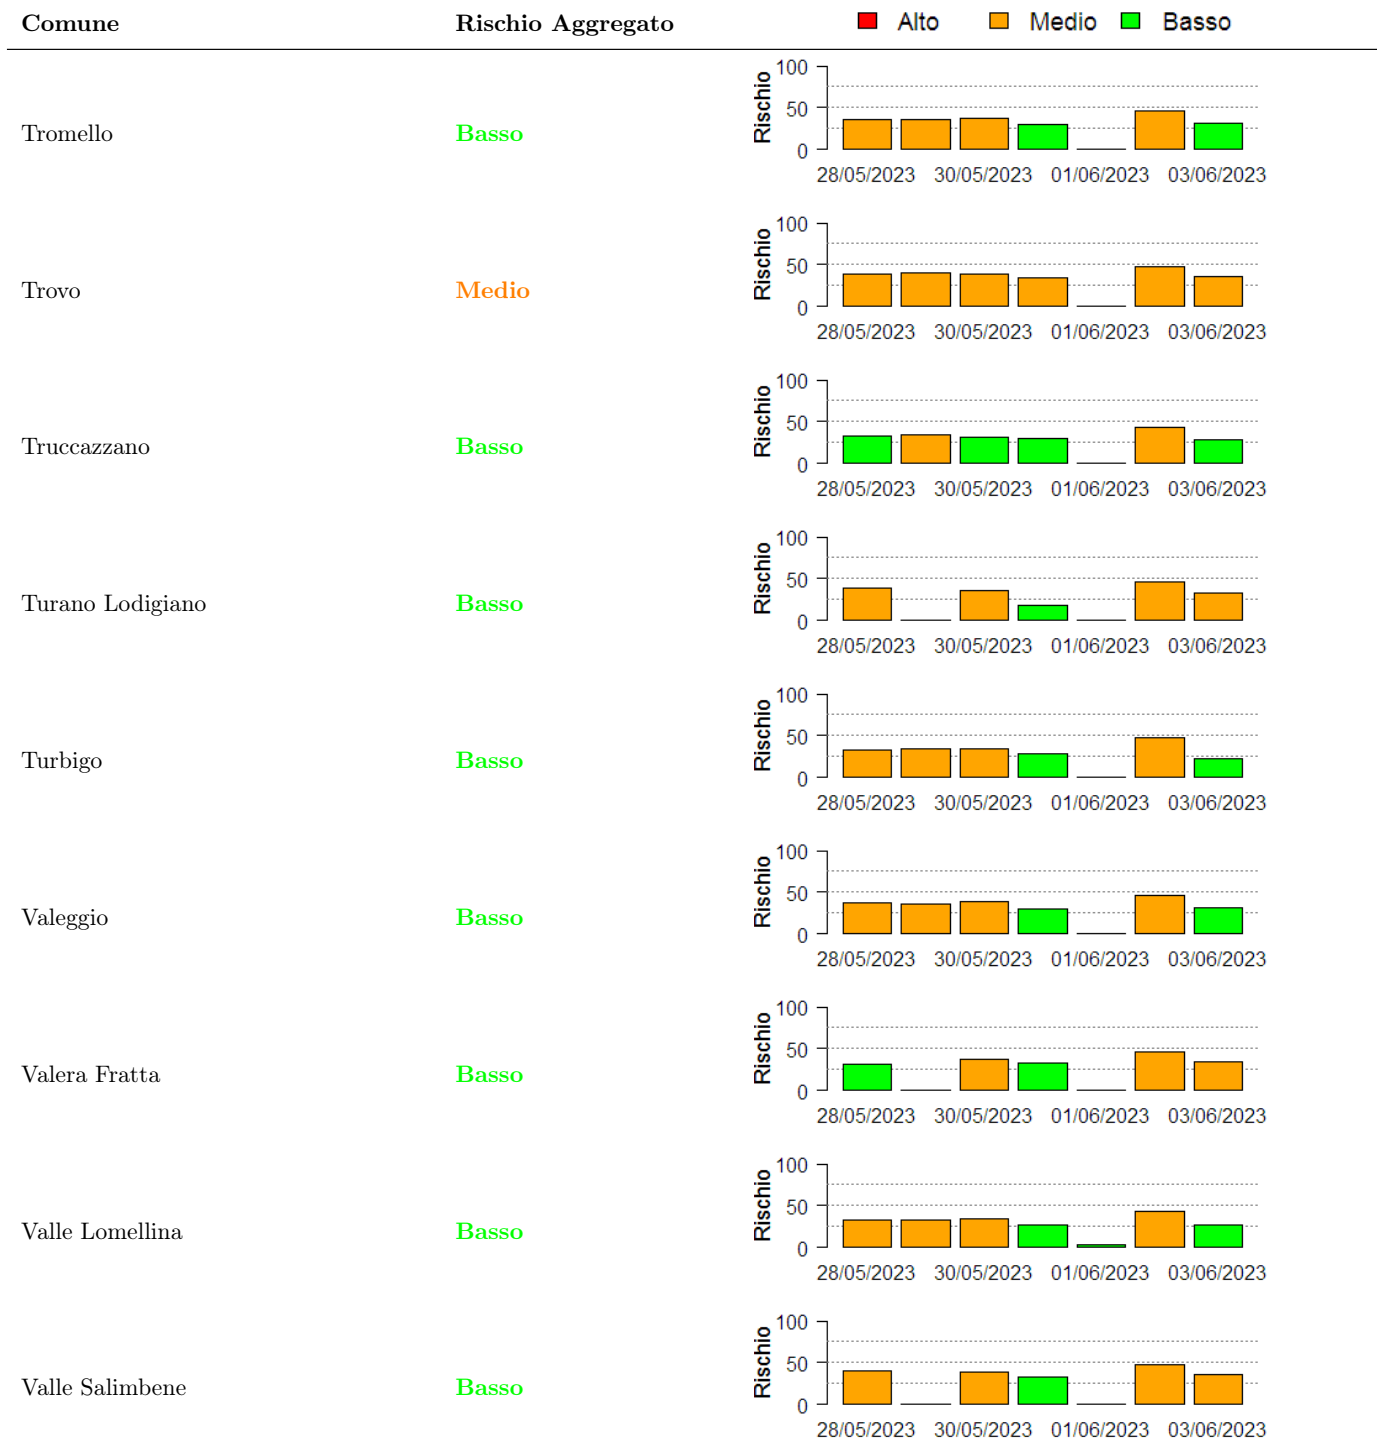 Comune Rischio Aggregato Alto Medio Basso
Tromello Basso Rischio 100 50 0
28/05/2023 30/05/2023 01/06/2023 03/06/2023
Trovo Medio Rischio 100 50 0
28/05/2023 30/05/2023 01/06/2023 03/06/2023
Truccazzano Basso Rischio 100 50 0
28/05/2023 30/05/2023 01/06/2023 03/06/2023
Turano Lodigiano Basso Rischio 100 50 0
28/05/2023 30/05/2023 01/06/2023 03/06/2023
Turbigo Basso Rischio 100 50 0
28/05/2023 30/05/2023 01/06/2023 03/06/2023
Valeggio Basso Rischio 100 50 0
28/05/2023 30/05/2023 01/06/2023 03/06/2023
Valera Fratta Basso Rischio 100 50 0
28/05/2023 30/05/2023 01/06/2023 03/06/2023
Valle Lomellina Basso Rischio 100 50 0
28/05/2023 30/05/2023 01/06/2023 03/06/2023
Valle Salimbene Basso Rischio 100 50 0
28/05/2023 30/05/2023 01/06/2023 03/06/2023